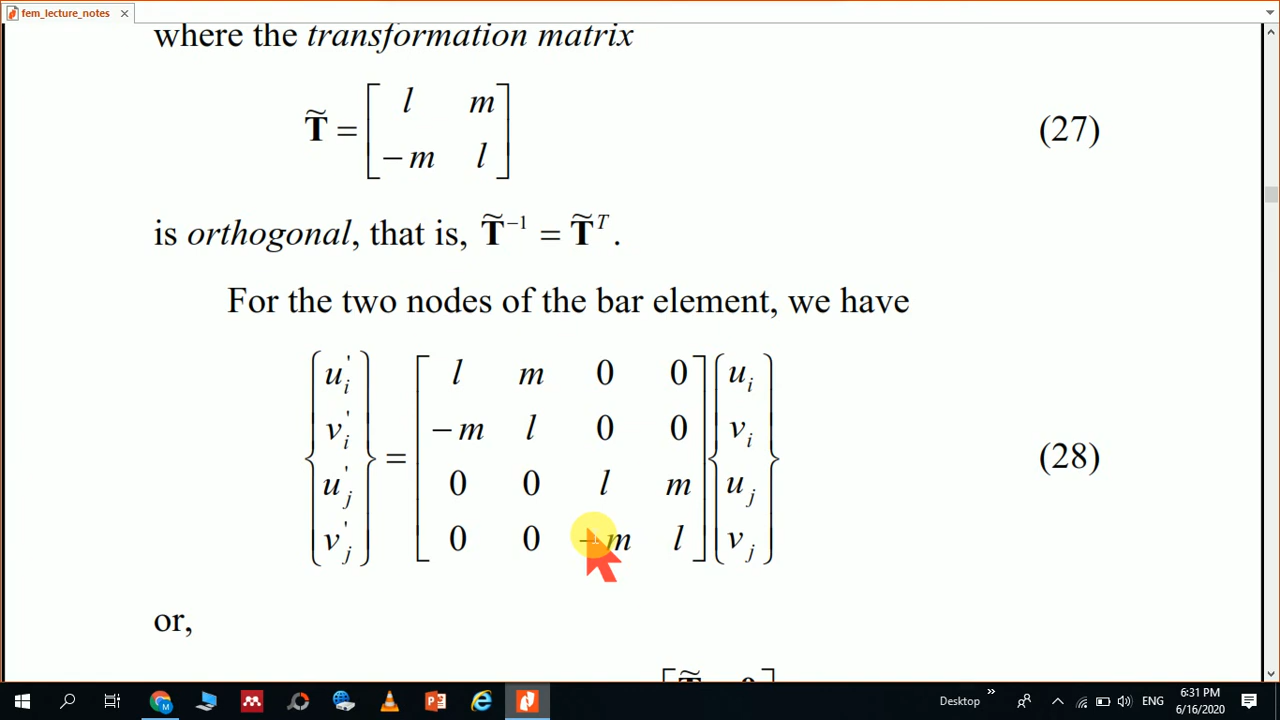 fem_lecture_notes
where the transformation matrix
T̃ = [ l m ; −m l ] (27)
is orthogonal, that is, T̃⁻¹ = T̃ᵀ.
For the two nodes of the bar element, we have
{ u'ᵢ ; v'ᵢ ; u'ⱼ ; v'ⱼ } = [ l m 0 0 ; −m l 0 0 ; 0 0 l m ; 0 0 −m l ] { uᵢ ; vᵢ ; uⱼ ; vⱼ } (28)
or,
Desktop
ENG
6:31 PM
6/16/2020